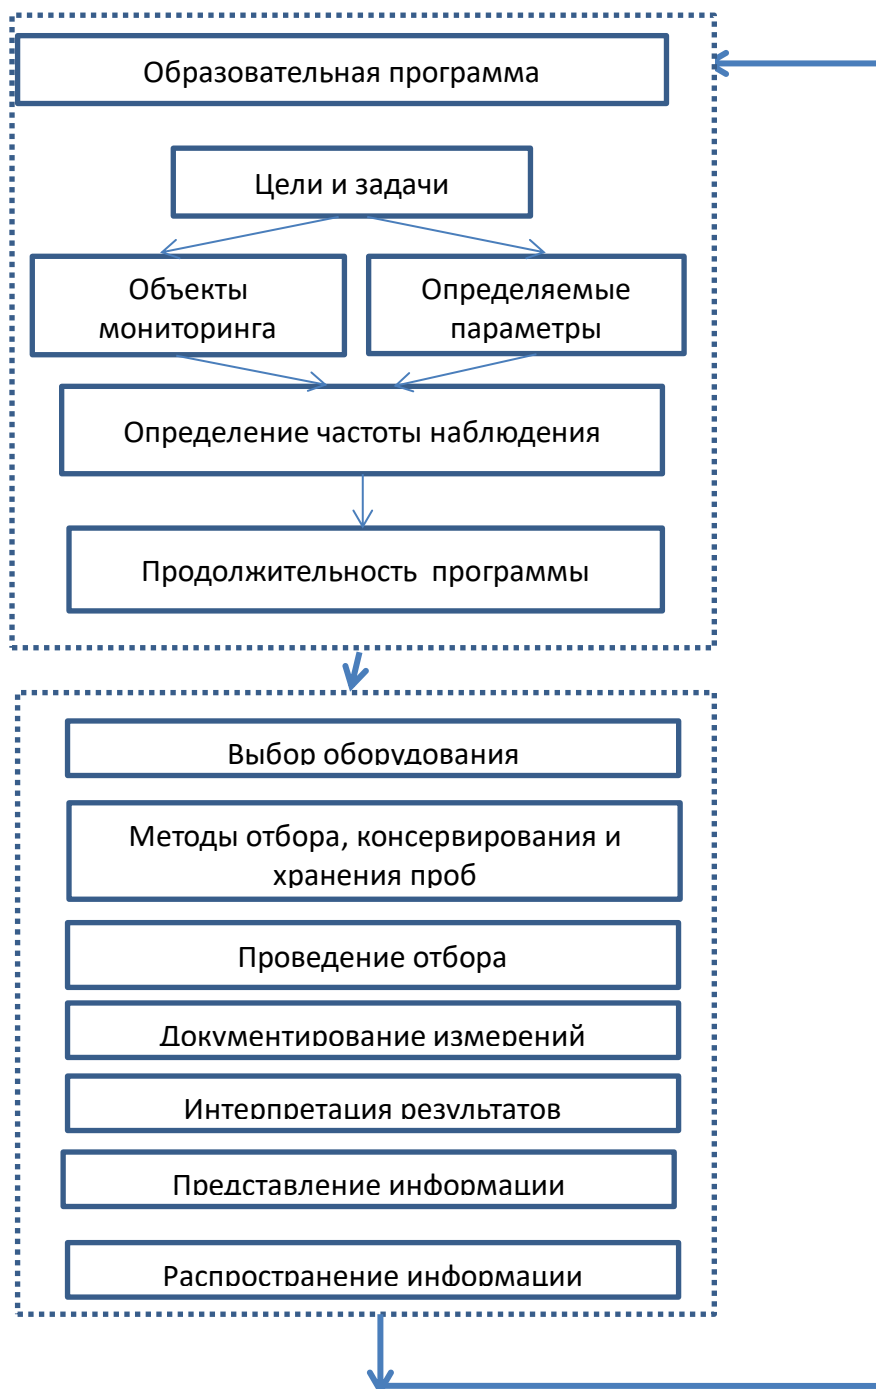 Образовательная программа
Цели и задачи
Объекты
мониторинга
Определяемые
параметры
Определение частоты наблюдения
Продолжительность программы
Выбор оборудования
Методы отбора, консервирования и
хранения проб
Проведение отбора
Документирование измерений
Интерпретация результатов
Представление информации
Распространение информации